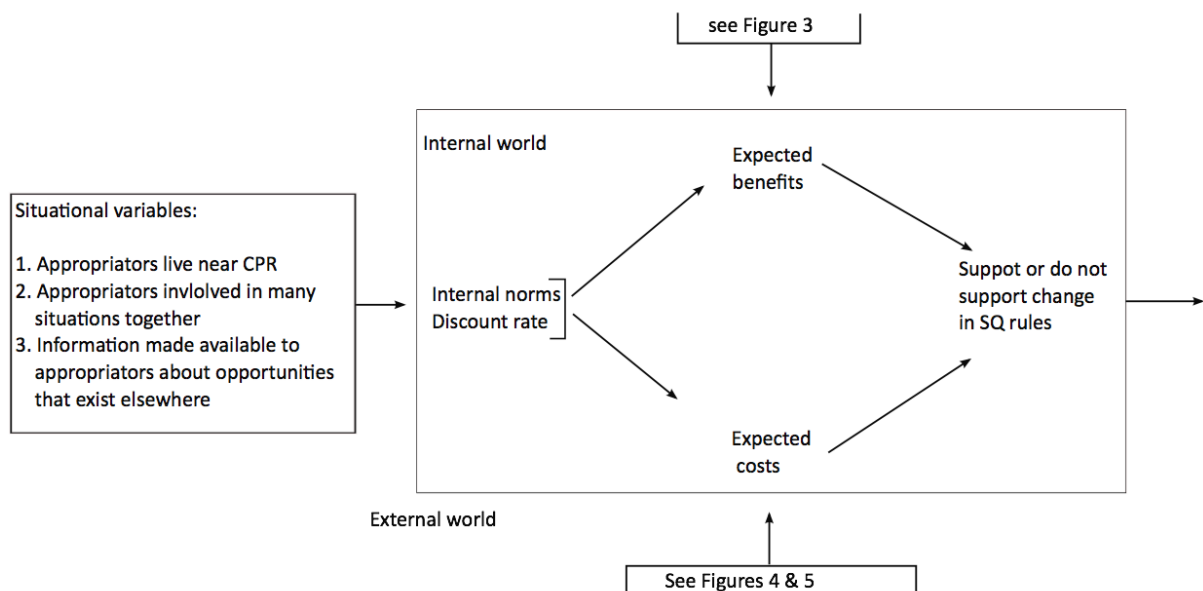 see Figure 3
Internal world
Expected
benefits
Situational variables:
1. Appropriators live near CPR
2. Appropriators invlolved in many
situations together
3. Information made available to
appropriators about opportunities
that exist elsewhere
Internal norms
Discount rate
Suppot or do not
support change
in SQ rules
Expected
costs
External world
See Figures 4 & 5